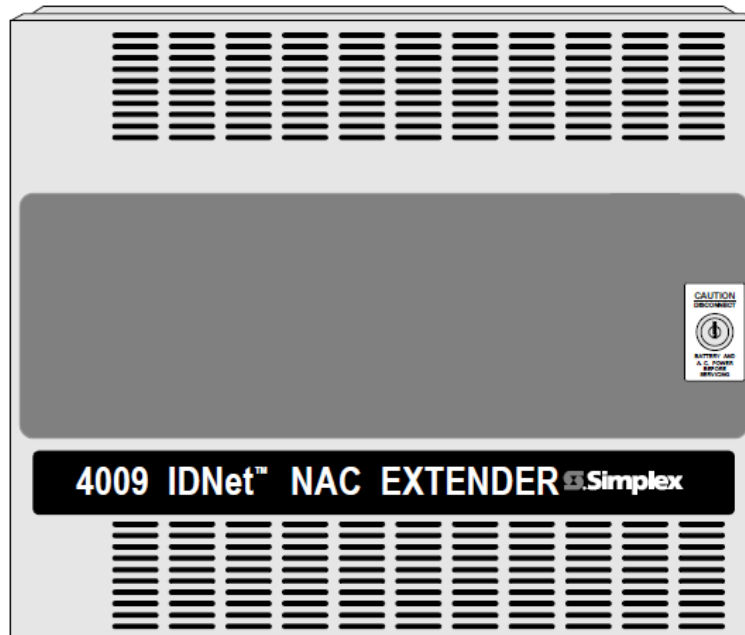 CAUTION
DISCONNECT
BATTERY AND
A. C. POWER
BEFORE
SERVICING
4009 IDNet™ NAC EXTENDER Simplex